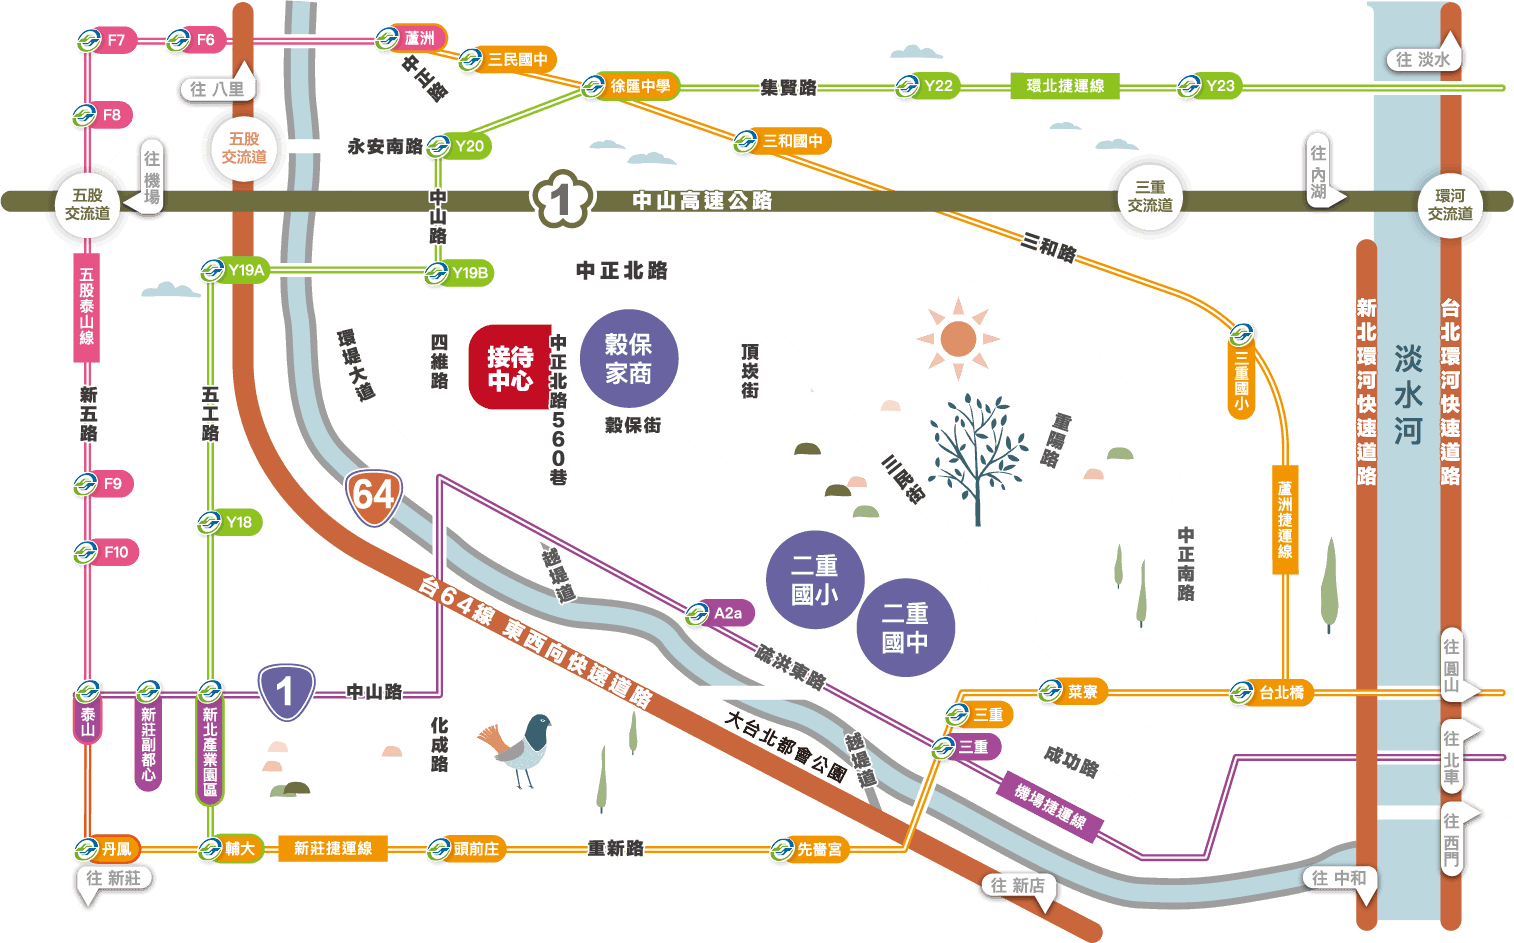 F7
F6
蘆洲
三民國中
中正路
往 八里
往 淡水
徐匯中學
集賢路
Y22
環北捷運線
Y23
F8
五股
交流道
永安南路
Y20
三和國中
往機場
往內湖
五股
交流道
中山路
1
中山高速公路
三重
交流道
環河
交流道
三和路
Y19A
Y19B
中正北路
五股泰山線
新北環河快速道路
台北環河快速道路
淡水河
環堤大道
四維路
接待
中心
中正北路560巷
穀保
家商
頂崁街
三重國小
新五路
五工路
穀保街
重陽路
三民街
F9
64
蘆洲捷運線
Y18
F10
越堤道
二重
國小
中正南路
台64線 東西向快速道路
A2a
二重
國中
疏洪東路
往圓山
泰山
新莊副都心
新北產業園區
1
中山路
菜寮
台北橋
三重
化成路
大台北都會公園
越堤道
三重
成功路
往北車
機場捷運線
往西門
丹鳳
輔大
新莊捷運線
頭前庄
重新路
先嗇宮
往 新莊
往 新店
往 中和